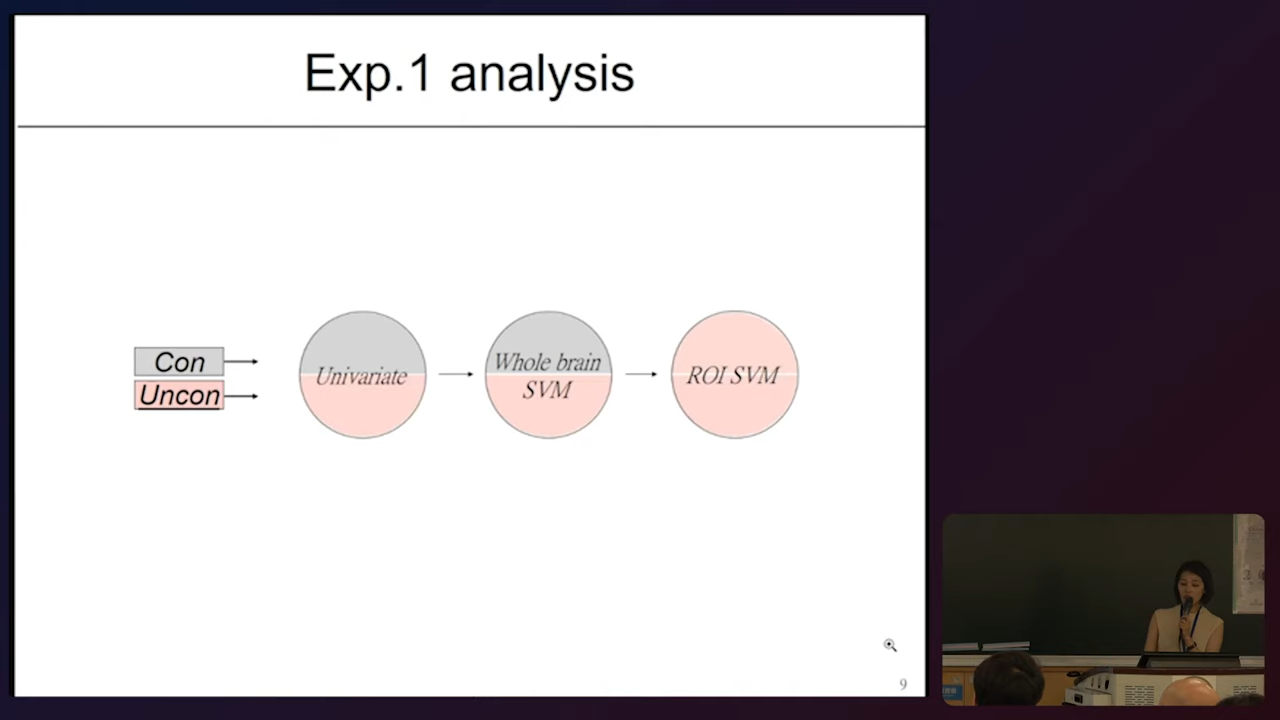 Exp.1 analysis
Con
Uncon
Univariate
Whole brain
SVM
ROI SVM
9